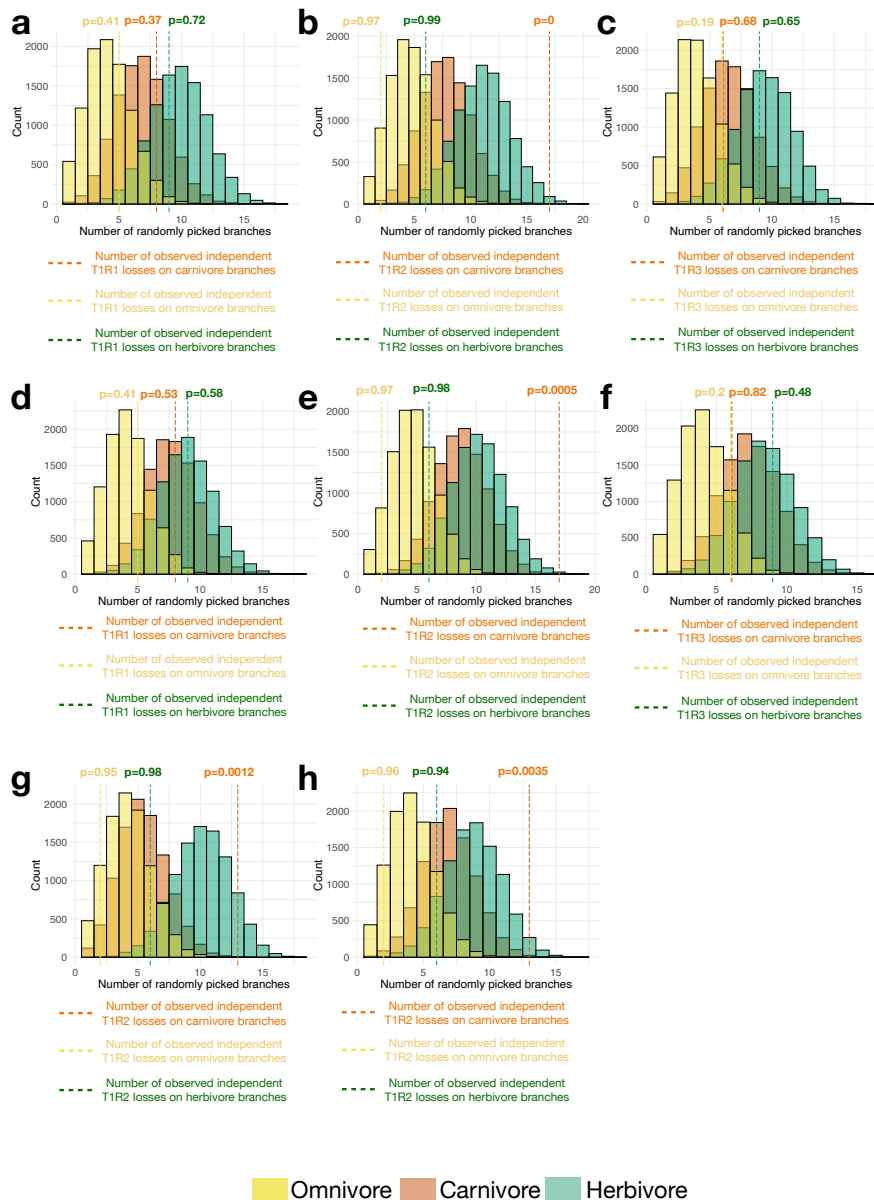 a
p=0.41 p=0.37 p=0.72
2000
1500
1000
500
0
Count
0 5 10 15
Number of randomly picked branches
Number of observed independent
T1R1 losses on carnivore branches
Number of observed independent
T1R1 losses on omnivore branches
Number of observed independent
T1R1 losses on herbivore branches
b
p=0.97 p=0.99 p=0
2000
1500
1000
500
0
Count
0 5 10 15 20
Number of randomly picked branches
Number of observed independent
T1R2 losses on carnivore branches
Number of observed independent
T1R2 losses on omnivore branches
Number of observed independent
T1R2 losses on herbivore branches
c
p=0.19 p=0.68 p=0.65
2000
1500
1000
500
0
Count
0 5 10 15
Number of randomly picked branches
Number of observed independent
T1R3 losses on carnivore branches
Number of observed independent
T1R3 losses on omnivore branches
Number of observed independent
T1R3 losses on herbivore branches
d
p=0.41 p=0.53 p=0.58
2000
1500
1000
500
0
Count
0 5 10 15
Number of randomly picked branches
Number of observed independent
T1R1 losses on carnivore branches
Number of observed independent
T1R1 losses on omnivore branches
Number of observed independent
T1R1 losses on herbivore branches
e
p=0.97 p=0.98 p=0.0005
2000
1500
1000
500
0
Count
0 5 10 15 20
Number of randomly picked branches
Number of observed independent
T1R2 losses on carnivore branches
Number of observed independent
T1R2 losses on omnivore branches
Number of observed independent
T1R2 losses on herbivore branches
f
p=0.2 p=0.82 p=0.48
2000
1500
1000
500
0
Count
0 5 10 15
Number of randomly picked branches
Number of observed independent
T1R3 losses on carnivore branches
Number of observed independent
T1R3 losses on omnivore branches
Number of observed independent
T1R3 losses on herbivore branches
g
p=0.95 p=0.98 p=0.0012
2000
1500
1000
500
0
Count
0 5 10 15
Number of randomly picked branches
Number of observed independent
T1R2 losses on carnivore branches
Number of observed independent
T1R2 losses on omnivore branches
Number of observed independent
T1R2 losses on herbivore branches
h
p=0.96 p=0.94 p=0.0035
2000
1500
1000
500
0
Count
0 5 10 15
Number of randomly picked branches
Number of observed independent
T1R2 losses on carnivore branches
Number of observed independent
T1R2 losses on omnivore branches
Number of observed independent
T1R2 losses on herbivore branches
Omnivore Carnivore Herbivore